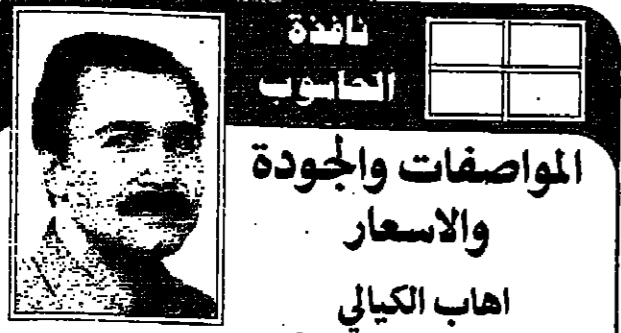 نافذة
الحاسوب
المواصفات والجودة
والاسعار
اهاب الكيالي